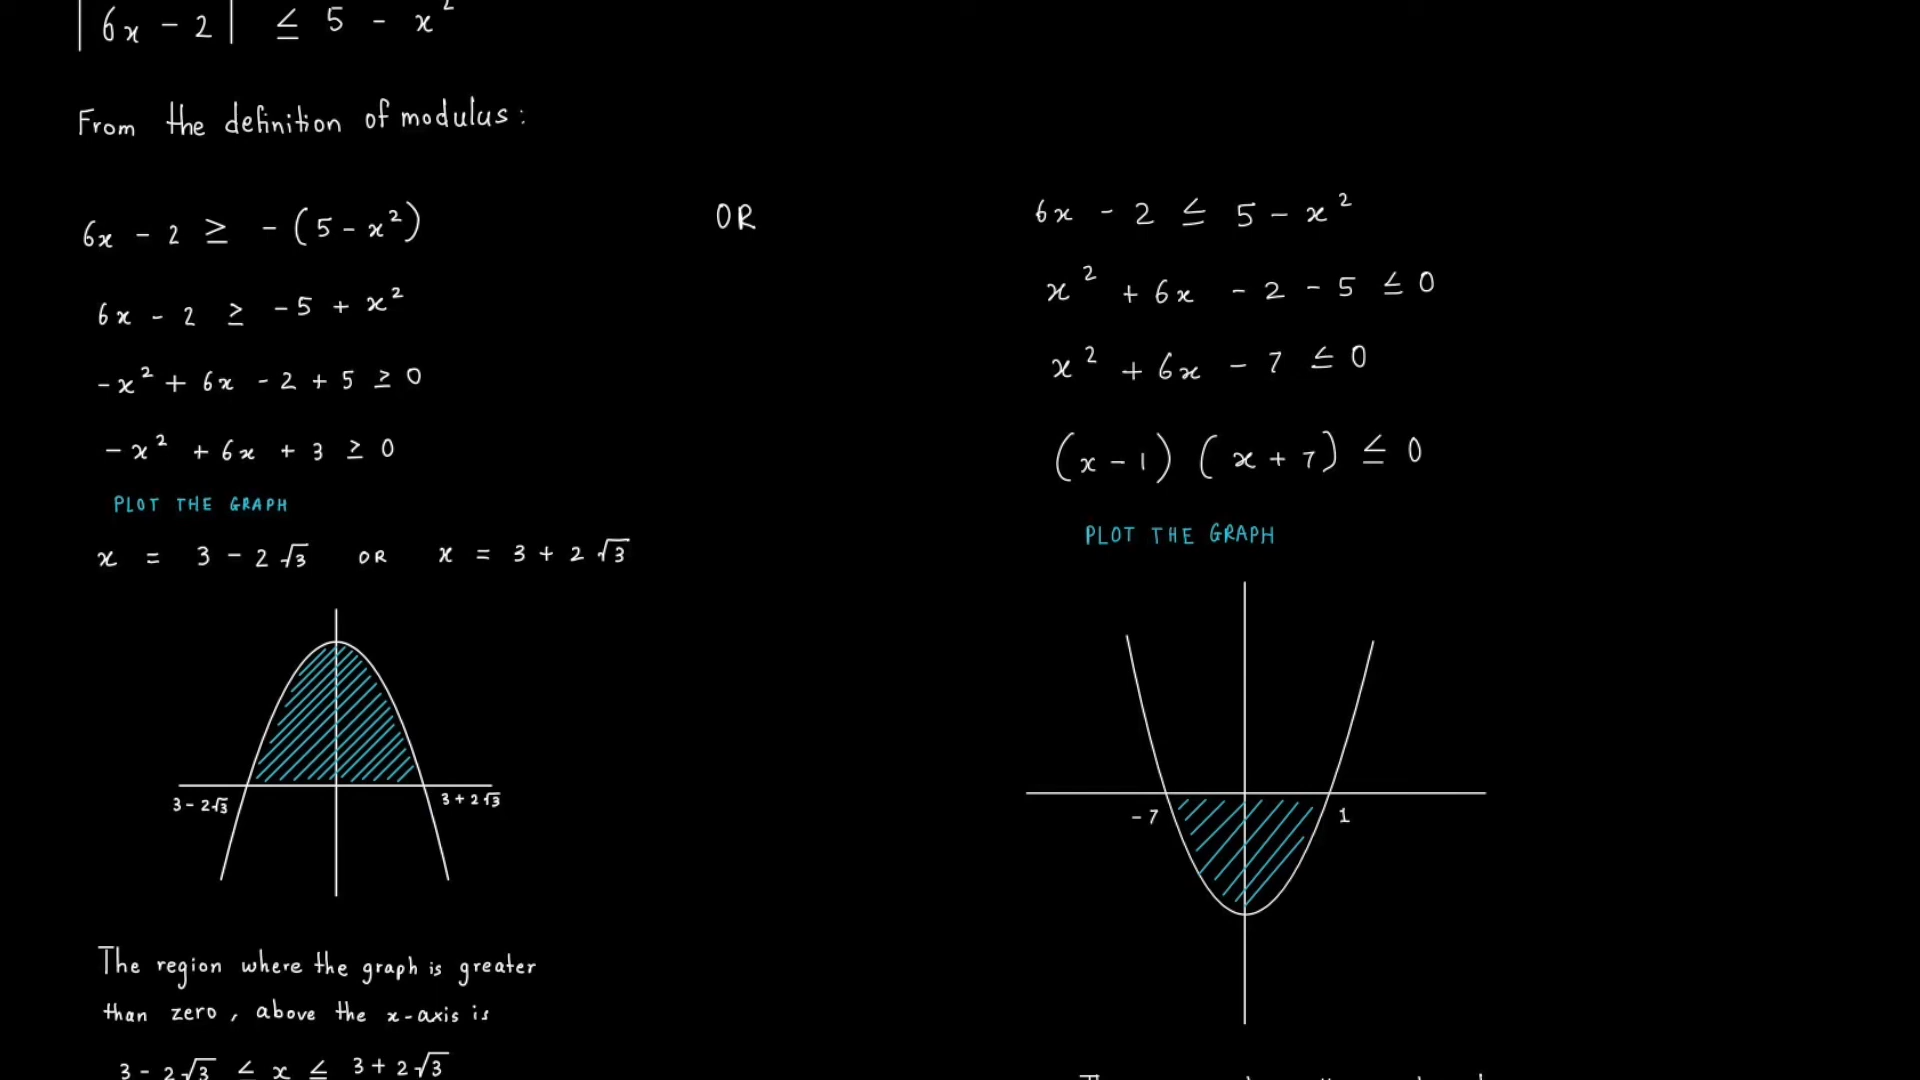 |6x - 2| ≤ 5 - x²
From the definition of modulus:
6x - 2 ≥ - (5 - x²)
6x - 2 ≥ -5 + x²
-x² + 6x - 2 + 5 ≥ 0
-x² + 6x + 3 ≥ 0
PLOT THE GRAPH
x = 3 - 2√3 OR x = 3 + 2√3
3 - 2√3
3 + 2√3
The region where the graph is greater
than zero, above the x-axis is
3 - 2√3 ≤ x ≤ 3 + 2√3
OR
6x - 2 ≤ 5 - x²
x² + 6x - 2 - 5 ≤ 0
x² + 6x - 7 ≤ 0
(x - 1) (x + 7) ≤ 0
PLOT THE GRAPH
-7
1